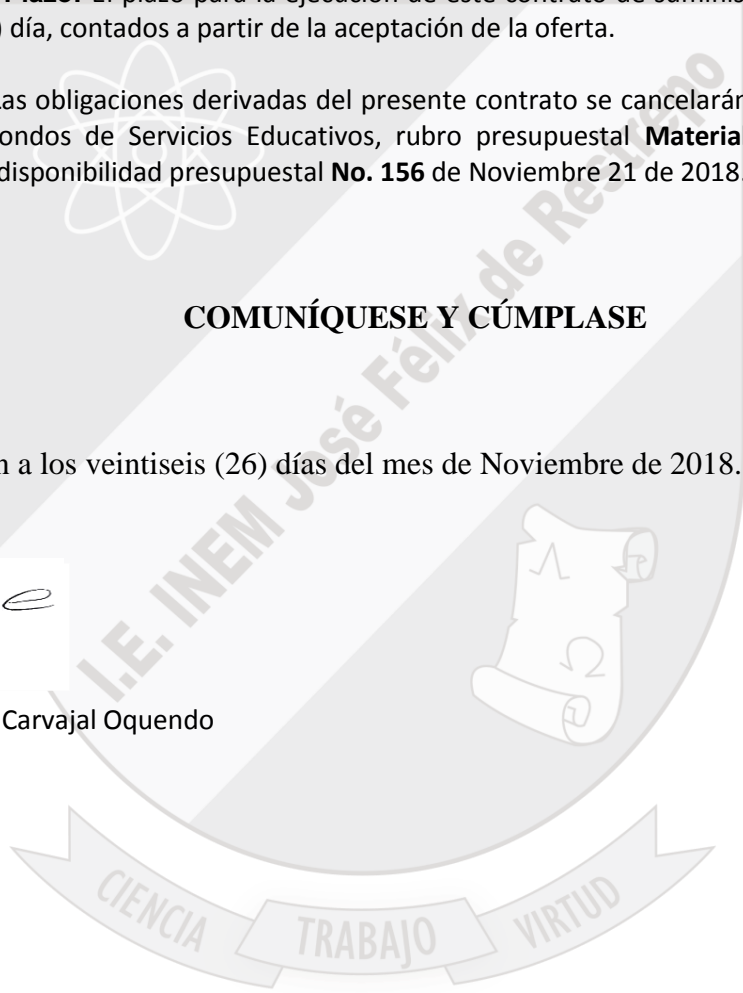 Plazo: El plazo para la ejecución de este contrato de
) día, contados a partir de la aceptación de la oferta.
Las obligaciones derivadas del presente contrato se cancelarán
ondos de Servicios Educativos, rubro presupuestal Materia
disponibilidad presupuestal No. 156 de Noviembre 21 de 2018.
COMUNÍQUESE Y CÚMPLASE
n a los veintiseis (26) días del mes de Noviembre de 2018.
Carvajal Oquendo
I.E. INEM José Félix de Restrepo
CIENCIA TRABAJO VIRTUD